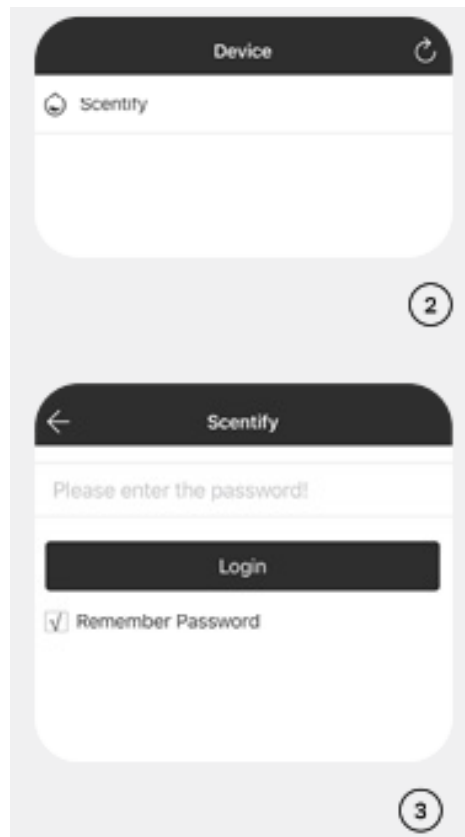 Device
Scentify
2
Scentify
Please enter the password!
Login
Remember Password
3